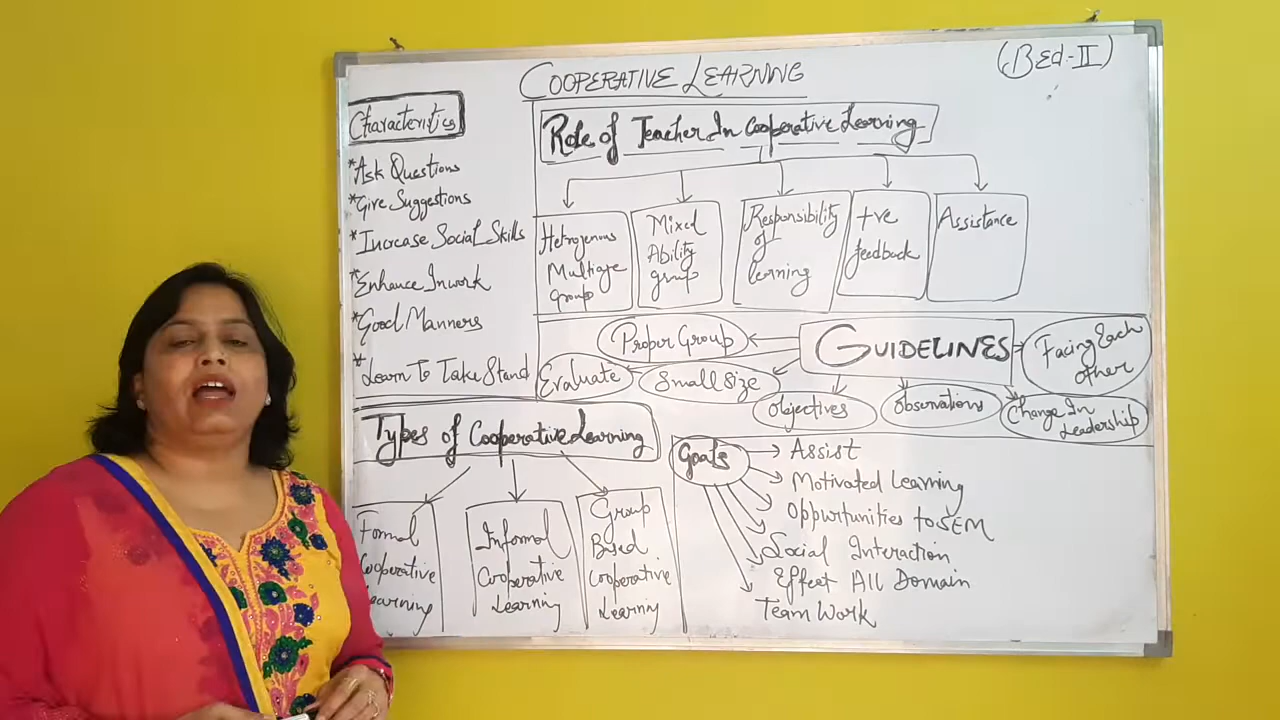 COOPERATIVE LEARNING
(BEd-II)
Characteristics
*Ask Questions
*Give Suggestions
*Increase Social Skills
*Enhance Inwork
*Good Manners
*Learn To Take Stand
Role of Teacher In Cooperative Learning
Hetrogenous
Multiage
group
Mixed
Ability
group
Responsibility
of
learning
+ve
feedback
Assistance
GUIDELINES
Proper Group
Evaluate
Small Size
Objectives
Observations
Change In
Leadership
Facing Each
other
Types of Cooperative Learning
Formal
Cooperative
Learning
Informal
Cooperative
Learning
Group
Based
Cooperative
Learning
Goals
Assist
Motivated Learning
Oppurtunities to SEM
Social Interaction
Effect All Domain
Team Work